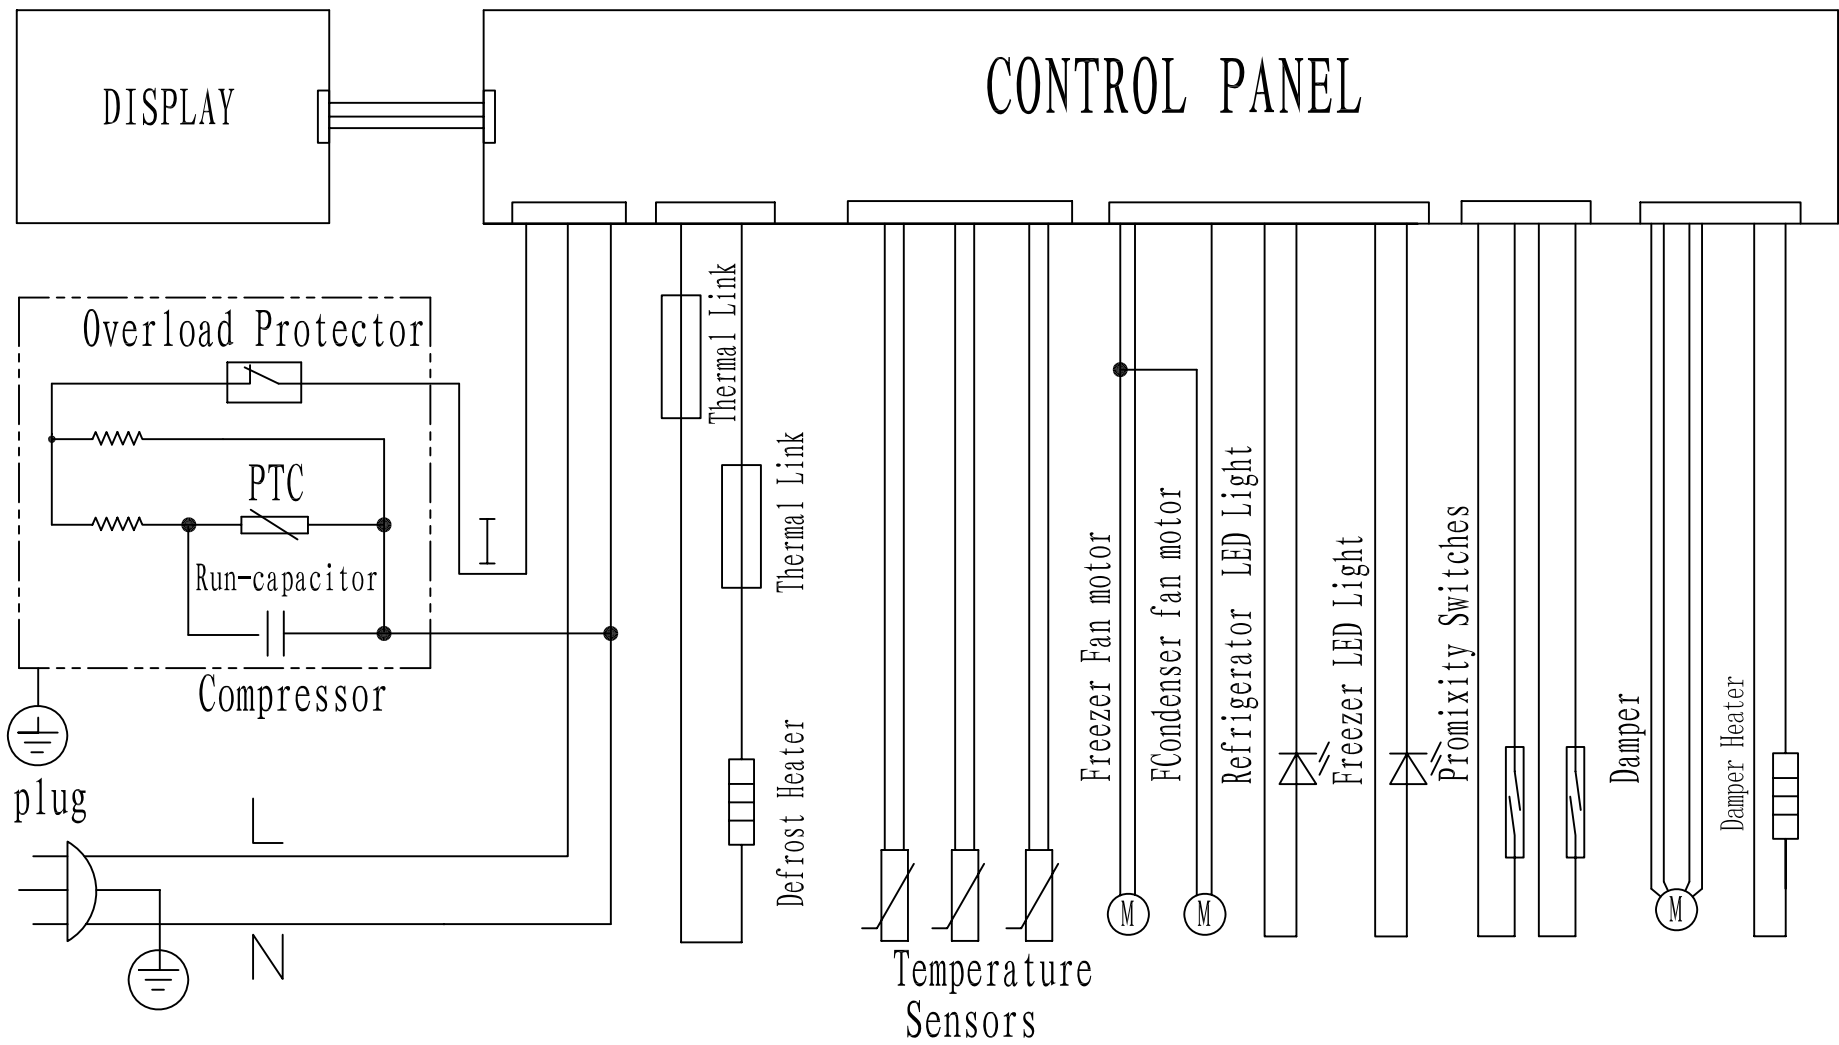 DISPLAY
CONTROL PANEL
Overload Protector
PTC
Run-capacitor
Compressor
I
plug
L
N
Thermal Link
Thermal Link
Defrost Heater
Temperature
Sensors
Freezer Fan motor
M
FCondenser fan motor
M
Refrigerator LED Light
Freezer LED Light
Promixity Switches
Damper
M
Damper Heater